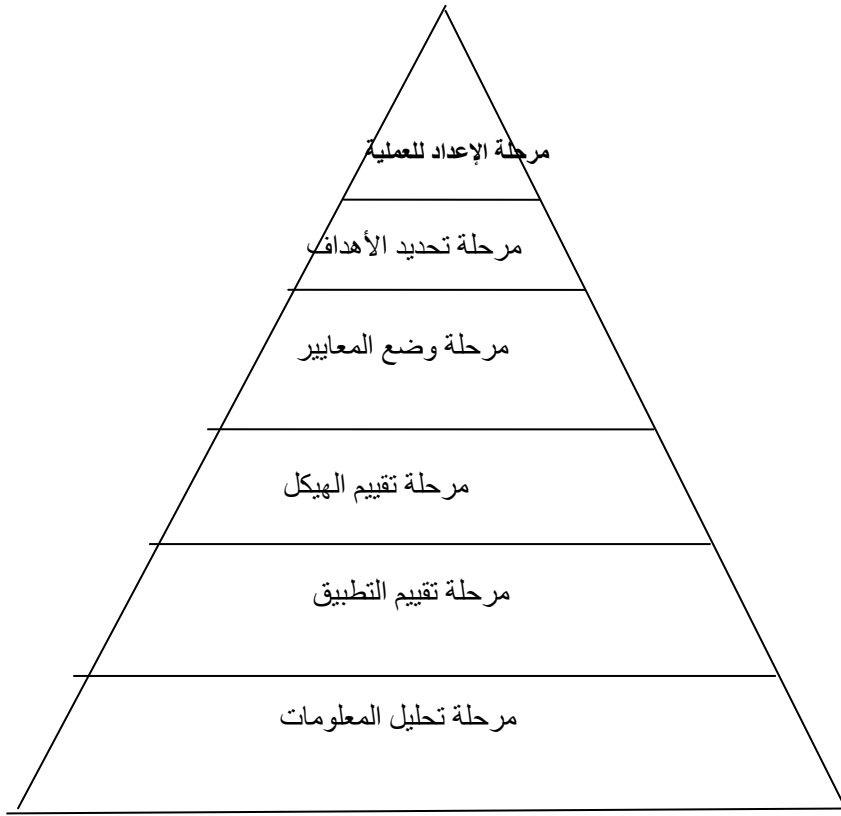 مرحلة الإعداد للعملية
مرحلة تحديد الأهداف
مرحلة وضع المعايير
مرحلة تقييم الهيكل
مرحلة تقييم التطبيق
مرحلة تحليل المعلومات